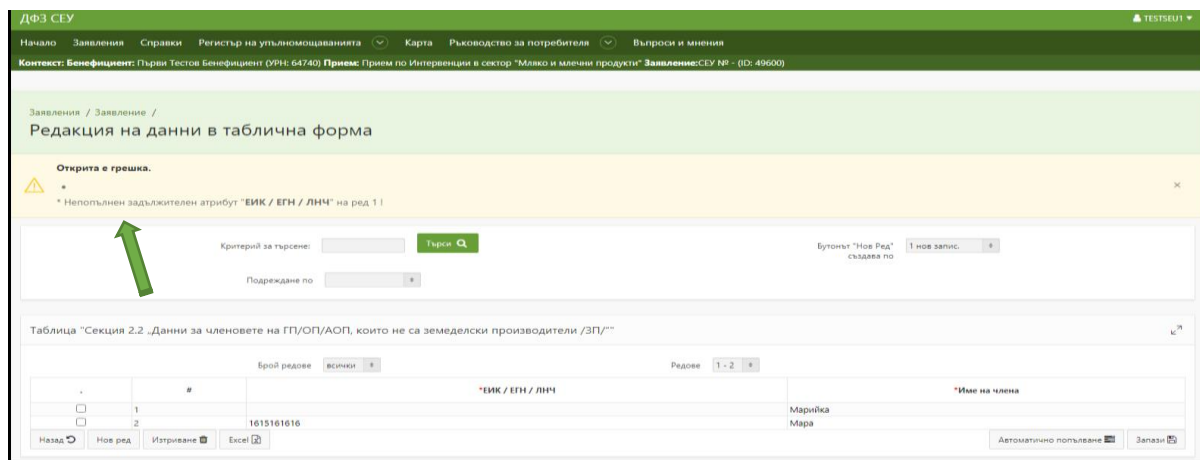 ДФЗ СЕУ
TESTSEU1
Начало Заявления Справки Регистър на упълномощаванията Карта Ръководство за потребителя Въпроси и мнения
Контекст: Бенефициент: Първи Тестов Бенефициент (УРН: 64740) Прием: Прием по Интервенции в сектор "Мляко и млечни продукти" Заявление:СЕУ № - (ID: 49600)
Заявления / Заявление /
Редакция на данни в таблична форма
Открита е грешка.
* Непопълнен задължителен атрибут "ЕИК / ЕГН / ЛНЧ" на ред 1 !
Критерий за търсене: Търси Бутонът "Нов Ред" създава по 1 нов запис.
Подреждане по
Таблица "Секция 2.2 „Данни за членовете на ГП/ОП/АОП, които не са земеделски производители /ЗП/""
Брой редове всички Редове 1 - 2
. # *ЕИК / ЕГН / ЛНЧ *Име на члена
1 Марийка
2 1615161616 Мара
Назад Нов ред Изтриване Excel Автоматично попълване Запази